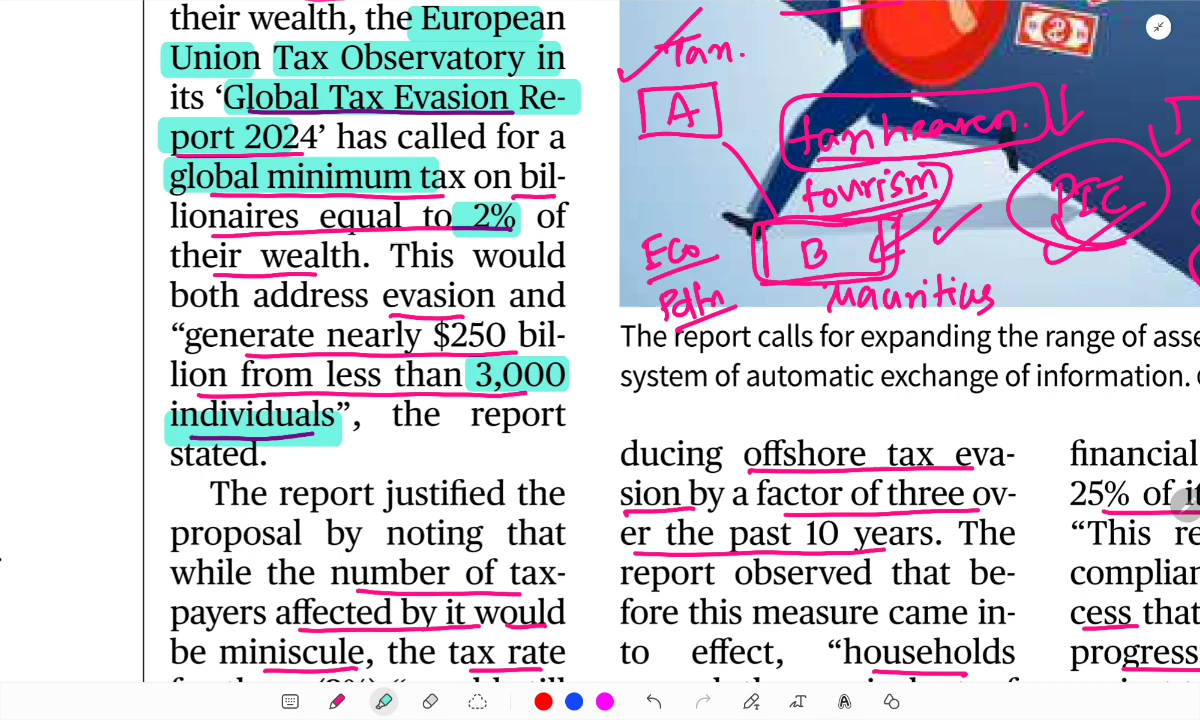 their wealth, the European
Union Tax Observatory in
its ‘Global Tax Evasion Re-
port 2024’ has called for a
global minimum tax on bil-
lionaires equal to 2% of
their wealth. This would
both address evasion and
“generate nearly $250 bil-
lion from less than 3,000
individuals”, the report
stated.
The report justified the
proposal by noting that
while the number of tax-
payers affected by it would
be miniscule, the tax rate
Tax.
A
tax heaven.
tourism
PIC
B
Eco
Mauritius
The report calls for expanding the range of asse
system of automatic exchange of information.
ducing offshore tax eva-
sion by a factor of three ov-
er the past 10 years. The
report observed that be-
fore this measure came in-
to effect, “households
financial
25% of it
“This re
complian
cess that
progress